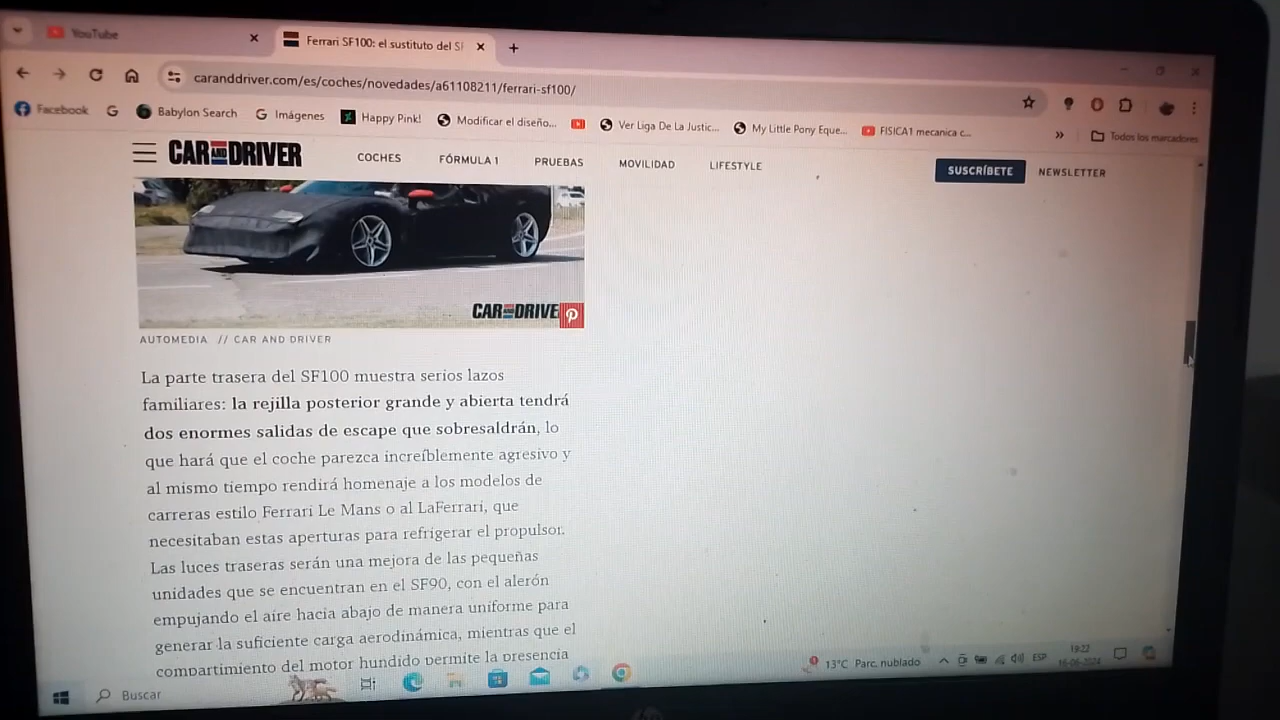 YouTube
Ferrari SF100: el sustituto del SF
caranddriver.com/es/coches/novedades/a61108211/ferrari-sf100/
Facebook
Babylon Search
Imágenes
Happy Pink!
Modificar el diseño...
Ver Liga De La Justic...
My Little Pony Eque...
FISICA1 mecanica c...
Todos los marcadores
CAR AND DRIVER
COCHES
FÓRMULA 1
PRUEBAS
MOVILIDAD
LIFESTYLE
SUSCRÍBETE
NEWSLETTER
CAR AND DRIVE
AUTOMEDIA // CAR AND DRIVER
La parte trasera del SF100 muestra serios lazos
familiares: la rejilla posterior grande y abierta tendrá
dos enormes salidas de escape que sobresaldrán, lo
que hará que el coche parezca increíblemente agresivo y
al mismo tiempo rendirá homenaje a los modelos de
carreras estilo Ferrari Le Mans o al LaFerrari, que
necesitaban estas aperturas para refrigerar el propulsor.
Las luces traseras serán una mejora de las pequeñas
unidades que se encuentran en el SF90, con el alerón
empujando el aire hacia abajo de manera uniforme para
generar la suficiente carga aerodinámica, mientras que el
compartimiento del motor hundido permite la presencia
Buscar
13°C Parc. nublado
ESP
19:22
16-06-2024